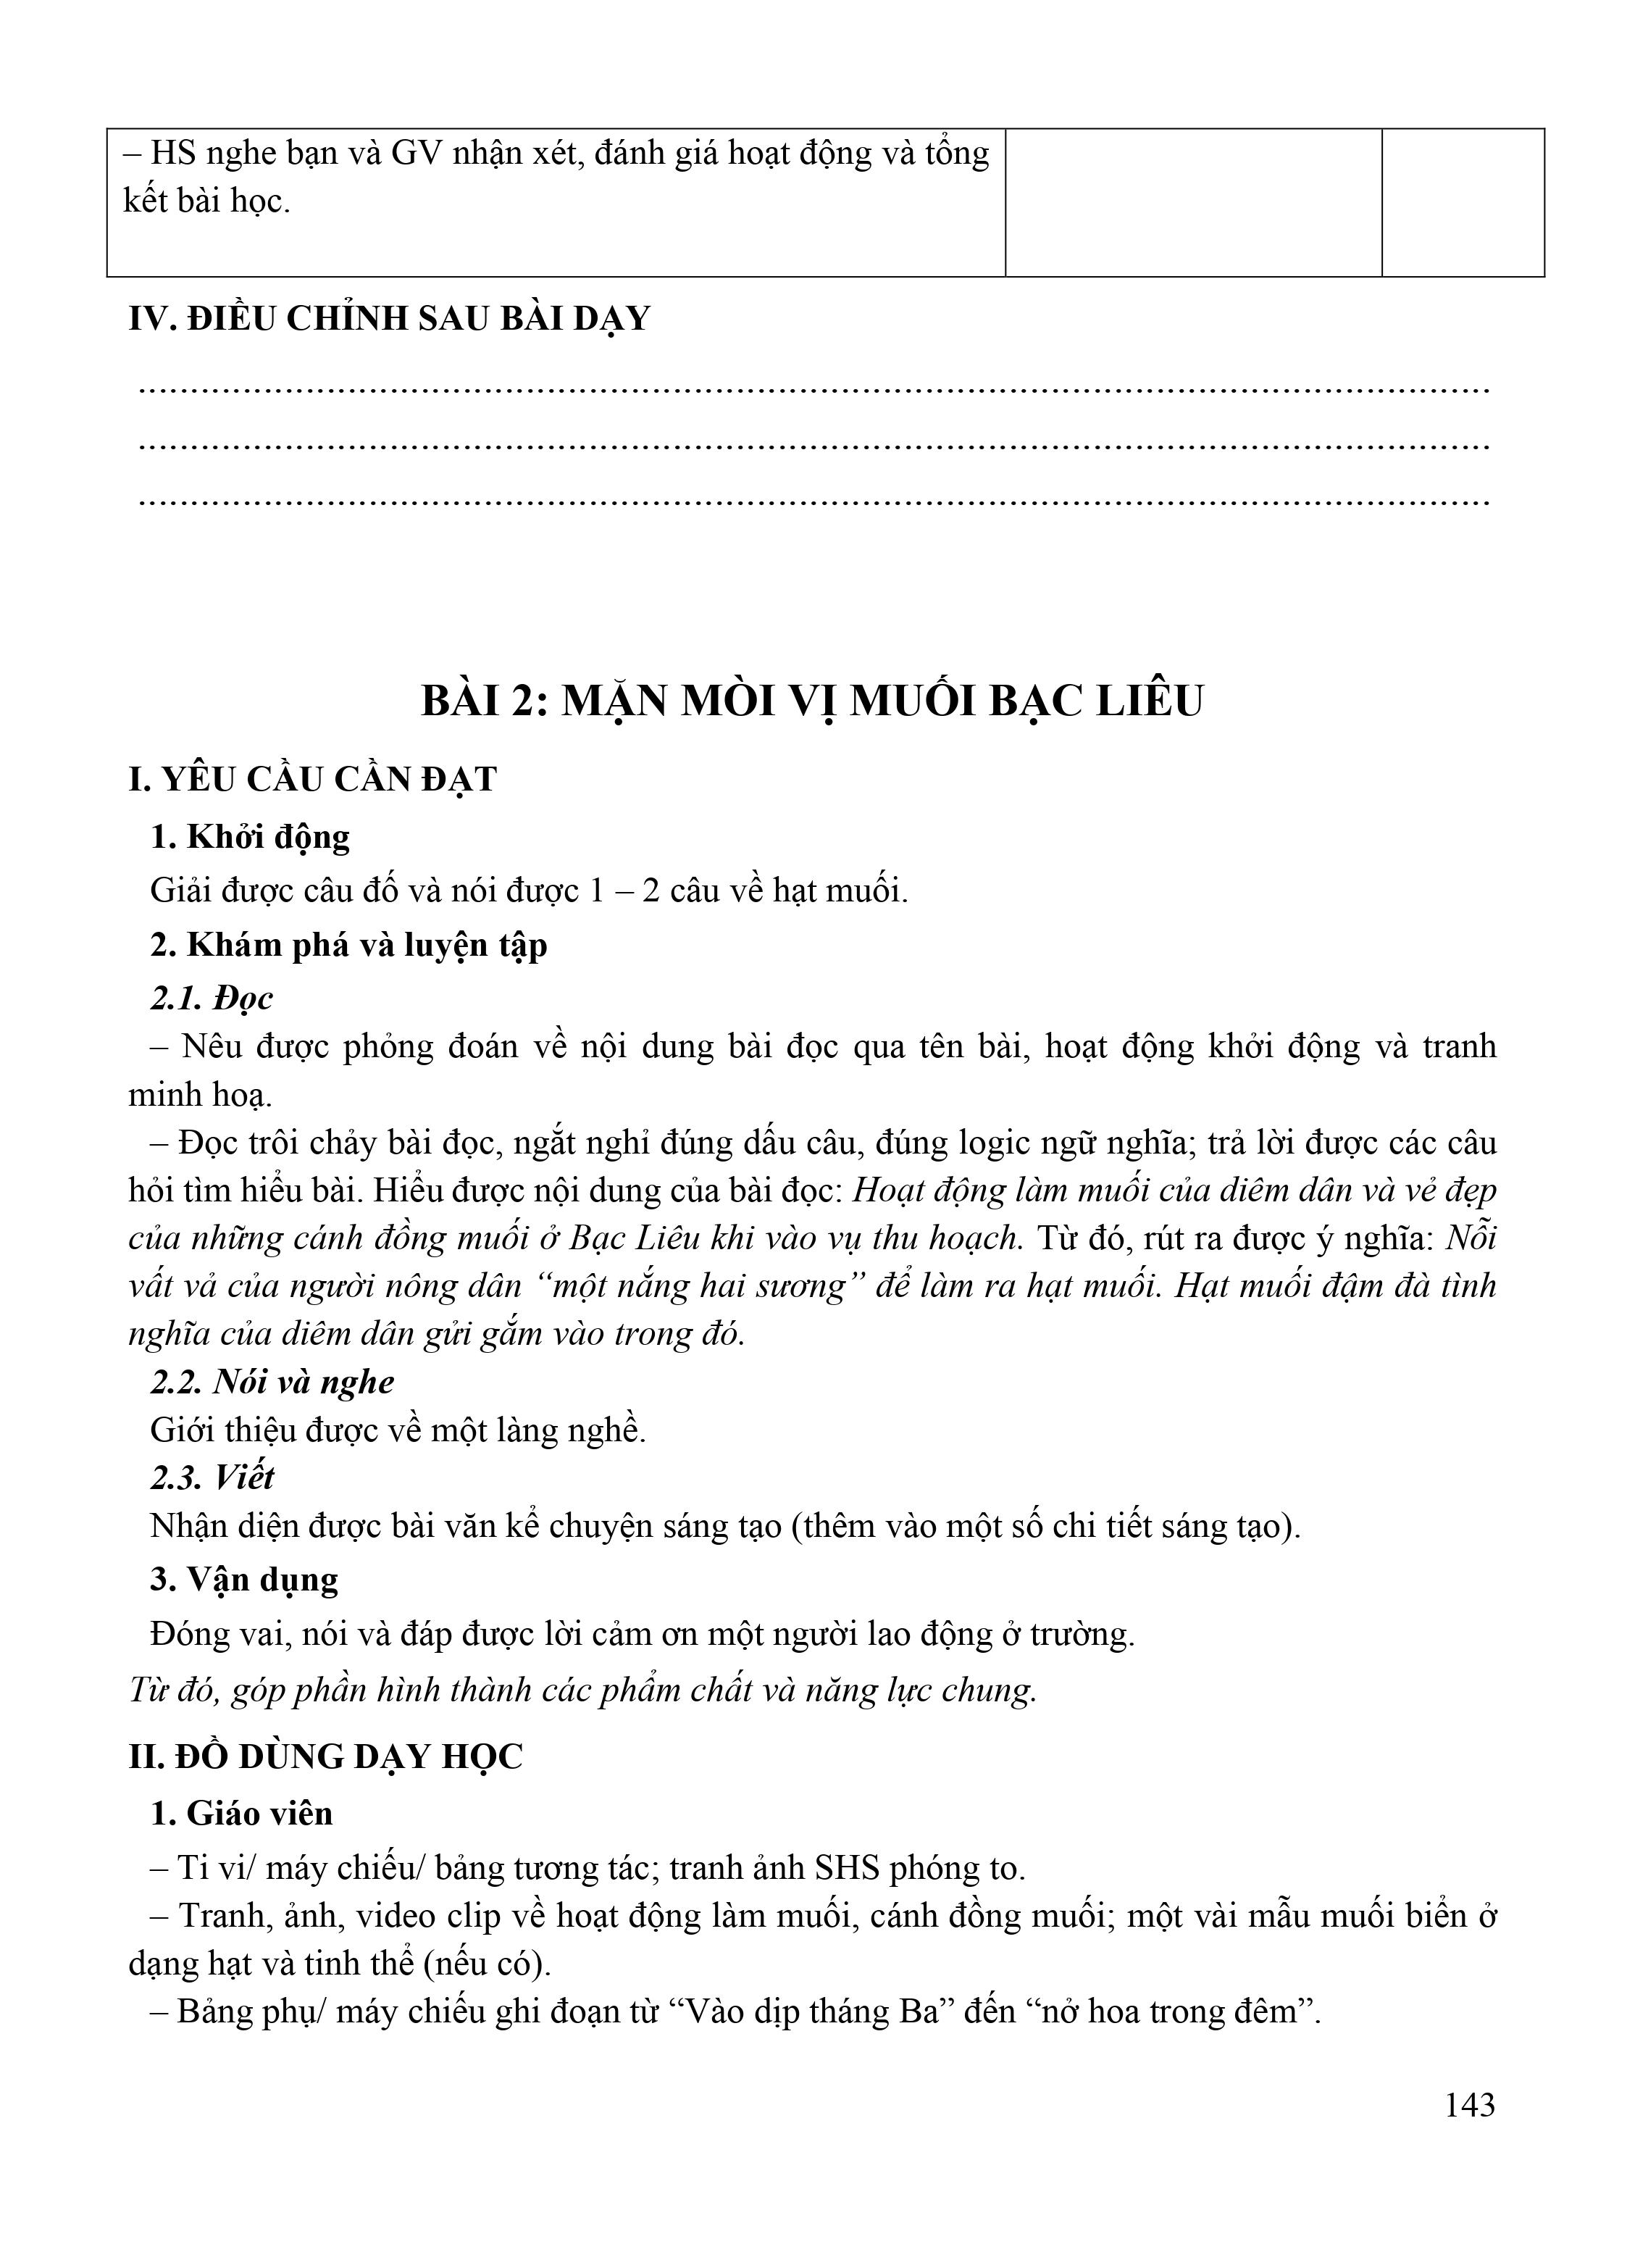 – HS nghe bạn và GV nhận xét, đánh giá hoạt động và tổng
kết bài học.
IV. ĐIỀU CHỈNH SAU BÀI DẠY
.................................................................................................................................
.................................................................................................................................
.................................................................................................................................
BÀI 2: MẶN MÒI VỊ MUỐI BẠC LIÊU
I. YÊU CẦU CẦN ĐẠT
1. Khởi động
Giải được câu đố và nói được 1 – 2 câu về hạt muối.
2. Khám phá và luyện tập
2.1. Đọc
– Nêu được phỏng đoán về nội dung bài đọc qua tên bài, hoạt động khởi động và tranh
minh hoạ.
– Đọc trôi chảy bài đọc, ngắt nghỉ đúng dấu câu, đúng logic ngữ nghĩa; trả lời được các câu
hỏi tìm hiểu bài. Hiểu được nội dung của bài đọc: Hoạt động làm muối của diêm dân và vẻ đẹp
của những cánh đồng muối ở Bạc Liêu khi vào vụ thu hoạch. Từ đó, rút ra được ý nghĩa: Nỗi
vất vả của người nông dân “một nắng hai sương” để làm ra hạt muối. Hạt muối đậm đà tình
nghĩa của diêm dân gửi gắm vào trong đó.
2.2. Nói và nghe
Giới thiệu được về một làng nghề.
2.3. Viết
Nhận diện được bài văn kể chuyện sáng tạo (thêm vào một số chi tiết sáng tạo).
3. Vận dụng
Đóng vai, nói và đáp được lời cảm ơn một người lao động ở trường.
Từ đó, góp phần hình thành các phẩm chất và năng lực chung.
II. ĐỒ DÙNG DẠY HỌC
1. Giáo viên
– Ti vi/ máy chiếu/ bảng tương tác; tranh ảnh SHS phóng to.
– Tranh, ảnh, video clip về hoạt động làm muối, cánh đồng muối; một vài mẫu muối biển ở
dạng hạt và tinh thể (nếu có).
– Bảng phụ/ máy chiếu ghi đoạn từ “Vào dịp tháng Ba” đến “nở hoa trong đêm”.
143